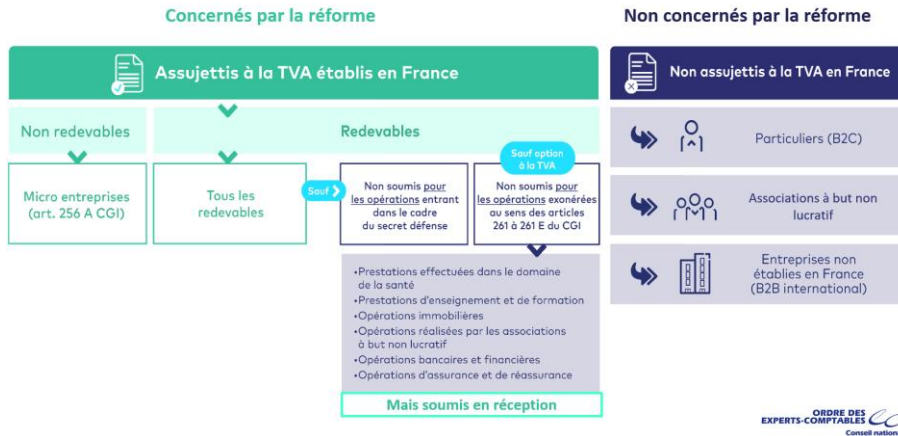 Concernés par la réforme
Non concernés par la réforme
Assujettis à la TVA établis en France
Non redevables
Redevables
Micro entreprises
(art. 256 A CGI)
Tous les
redevables
Sauf
Non soumis pour
les opérations entrant
dans le cadre
du secret défense
Sauf option
à la TVA
Non soumis pour
les opérations exonérées
au sens des articles
261 à 261 E du CGI
•Prestations effectuées dans le domaine
de la santé
•Prestations d'enseignement et de formation
•Opérations immobilières
•Opérations réalisées par les associations
à but non lucratif
•Opérations bancaires et financières
•Opérations d'assurance et de réassurance
Mais soumis en réception
Non assujettis à la TVA en France
Particuliers (B2C)
Associations à but non
lucratif
Entreprises non
établies en France
(B2B international)
ORDRE DES
EXPERTS-COMPTABLES
Conseil national